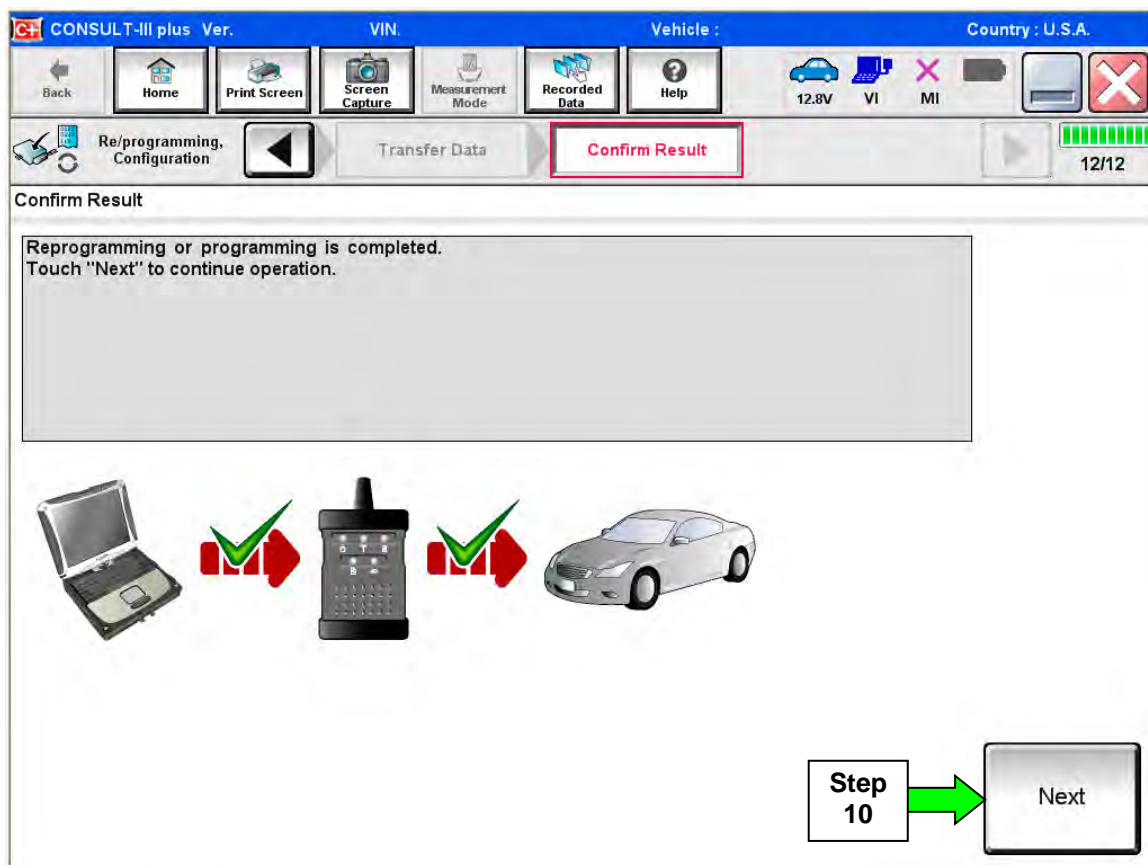 C+ CONSULT-III plus Ver. VIN. Vehicle : Country : U.S.A.
Back
Home
Print Screen
Screen
Capture
Measurement
Mode
Recorded
Data
Help
12.8V
VI
MI
Re/programming,
Configuration
Transfer Data
Confirm Result
12/12
Confirm Result
Reprogramming or programming is completed.
Touch "Next" to continue operation.
Step
10
Next